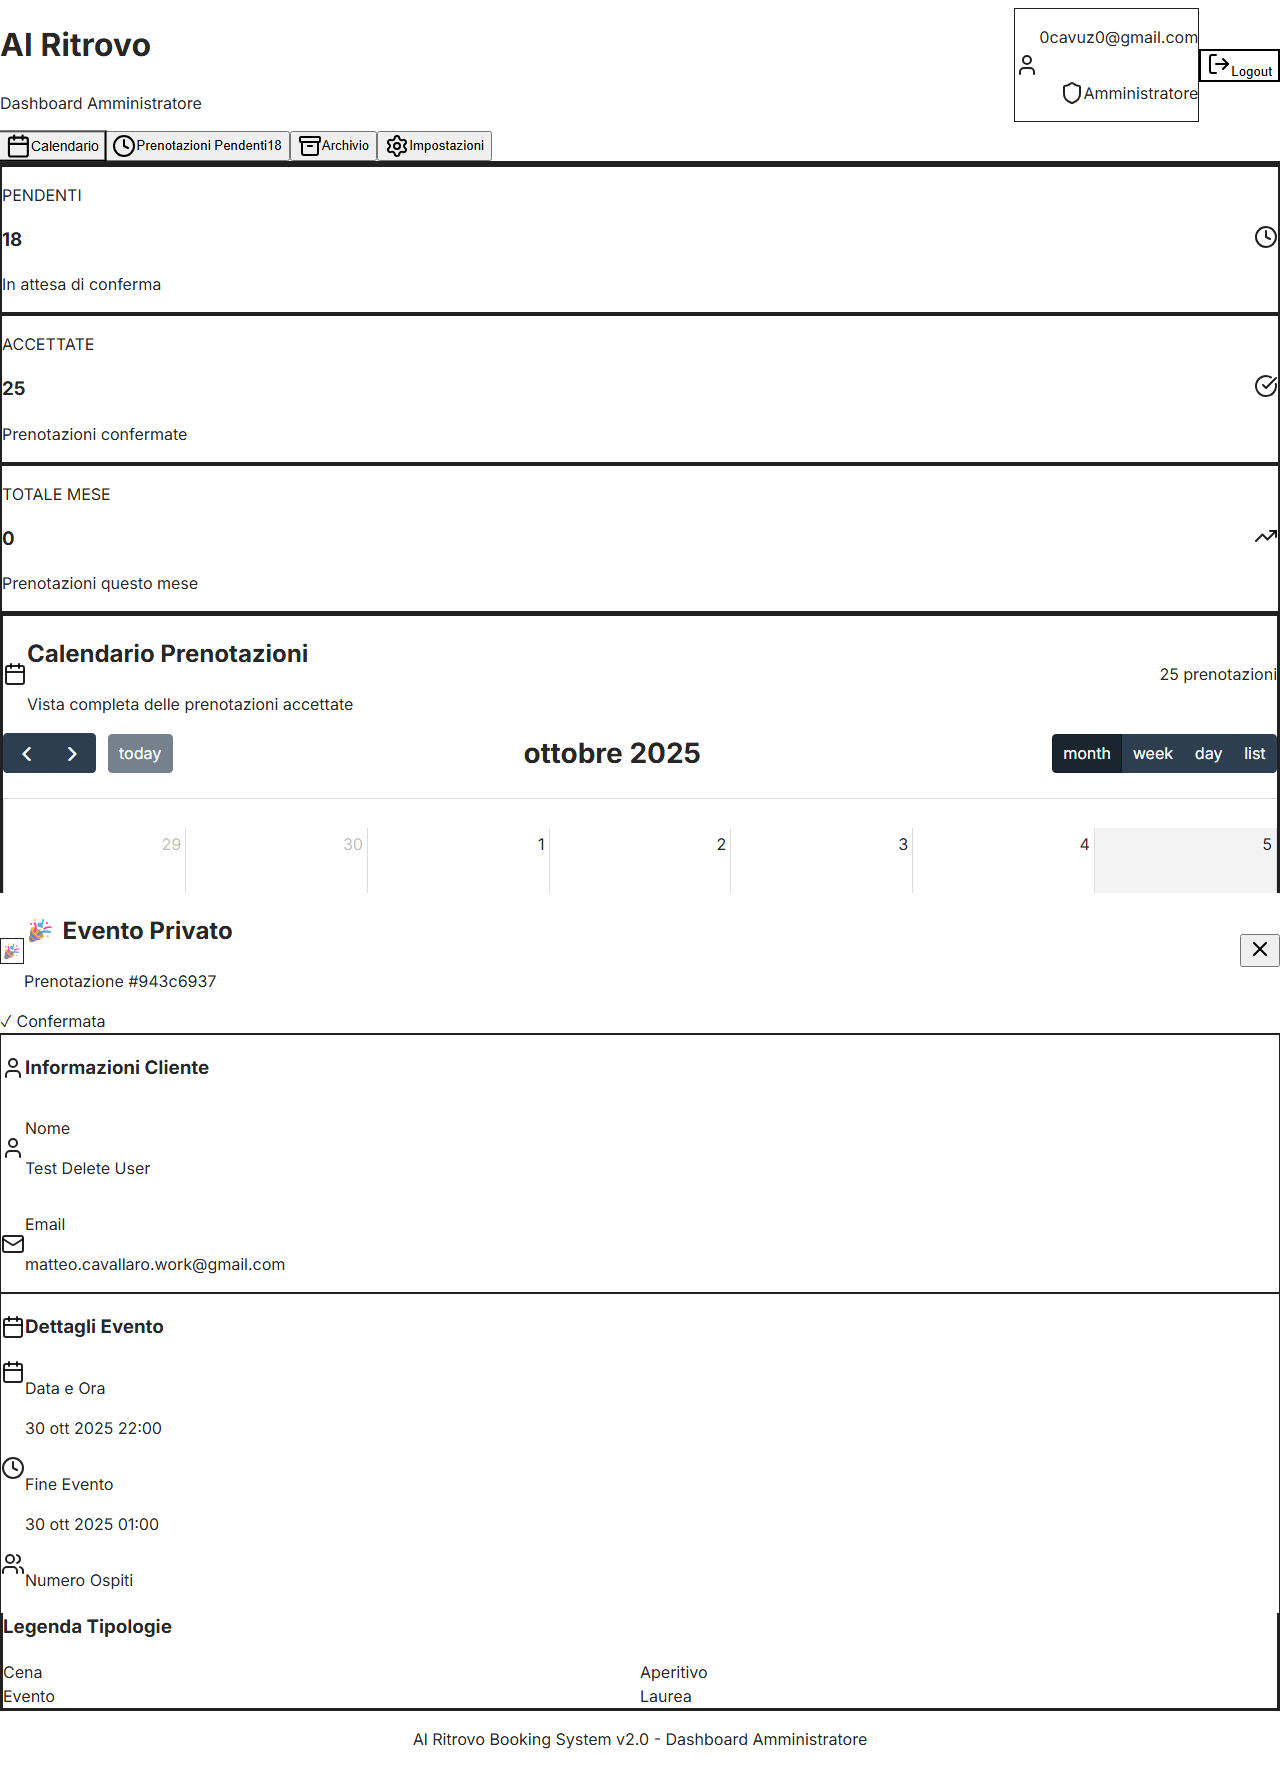 Al Ritrovo
0cavuz0@gmail.com
Logout
Dashboard Amministratore
Amministratore
Calendario
Prenotazioni Pendenti18
Archivio
Impostazioni
PENDENTI
18
In attesa di conferma
ACCETTATE
25
Prenotazioni confermate
TOTALE MESE
0
Prenotazioni questo mese
Calendario Prenotazioni
25 prenotazioni
Vista completa delle prenotazioni accettate
today
ottobre 2025
month week day list
29 30 1 2 3 4 5
🎉 Evento Privato
Prenotazione #943c6937
✓ Confermata
Informazioni Cliente
Nome
Test Delete User
Email
matteo.cavallaro.work@gmail.com
Dettagli Evento
Data e Ora
30 ott 2025 22:00
Fine Evento
30 ott 2025 01:00
Numero Ospiti
Legenda Tipologie
Cena
Aperitivo
Evento
Laurea
Al Ritrovo Booking System v2.0 - Dashboard Amministratore